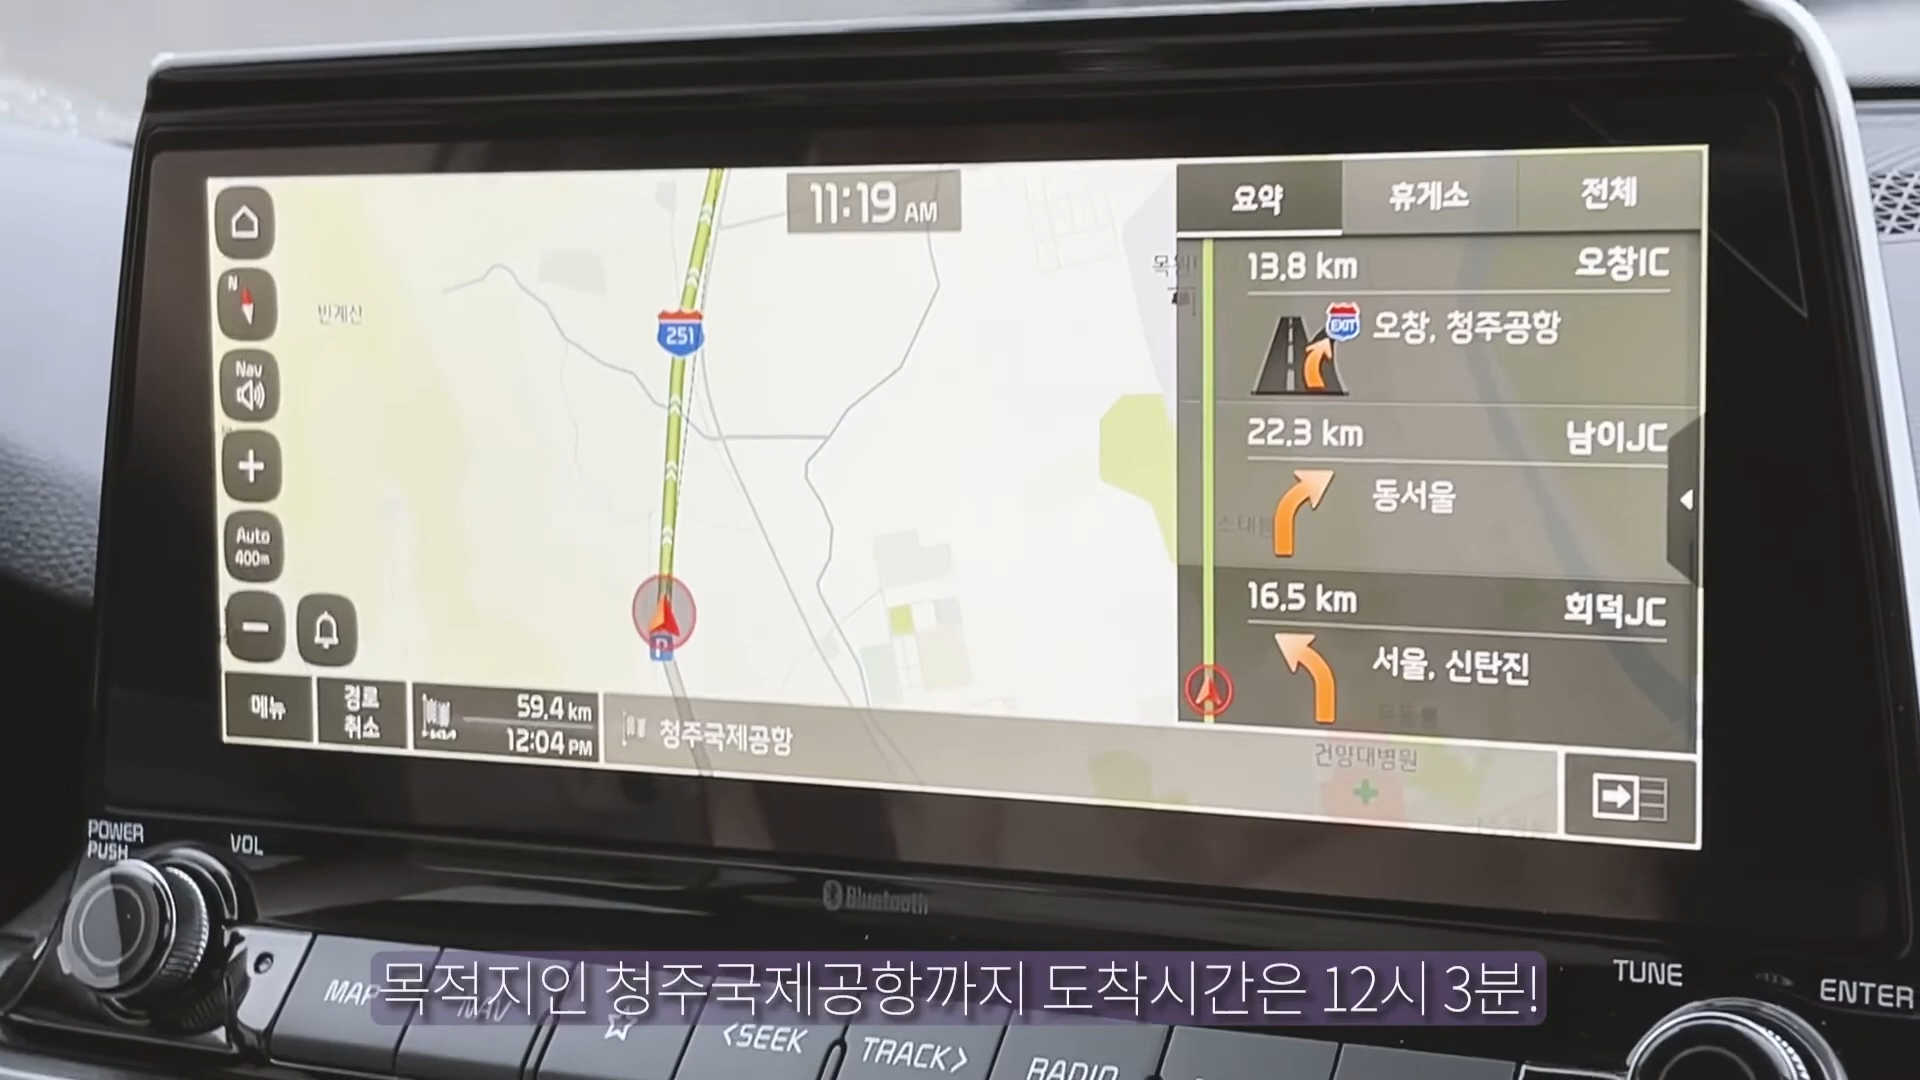 11:19 AM
요약
휴게소
전체
N
Nav
Auto
400m
반계산
251
13.8 km
오창IC
EXIT
오창, 청주공항
22.3 km
남이JC
동서울
16.5 km
회덕JC
서울, 신탄진
P
메뉴
경로
취소
59.4 km
12:04 PM
청주국제공항
건양대병원
POWER
PUSH
VOL
Bluetooth
MAP
NAV
<SEEK
TRACK>
RADIO
TUNE
ENTER
목적지인 청주국제공항까지 도착시간은 12시 3분!